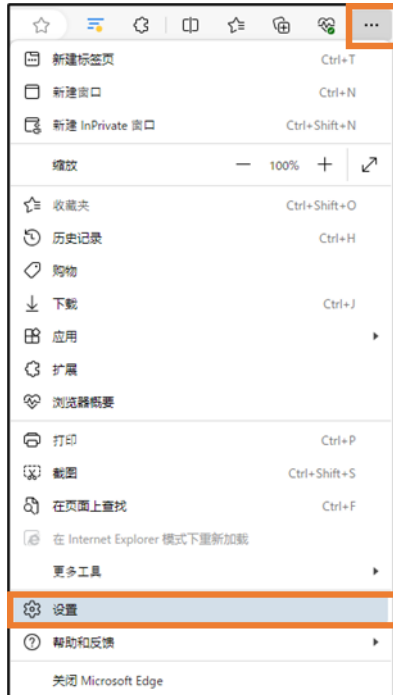 新建标签页 Ctrl+T
新建窗口 Ctrl+N
新建 InPrivate 窗口 Ctrl+Shift+N
缩放 — 100% +
收藏夹 Ctrl+Shift+O
历史记录 Ctrl+H
购物
下载 Ctrl+J
应用
扩展
浏览器概要
打印 Ctrl+P
截图 Ctrl+Shift+S
在页面上查找 Ctrl+F
在 Internet Explorer 模式下重新加载
更多工具
设置
帮助和反馈
关闭 Microsoft Edge